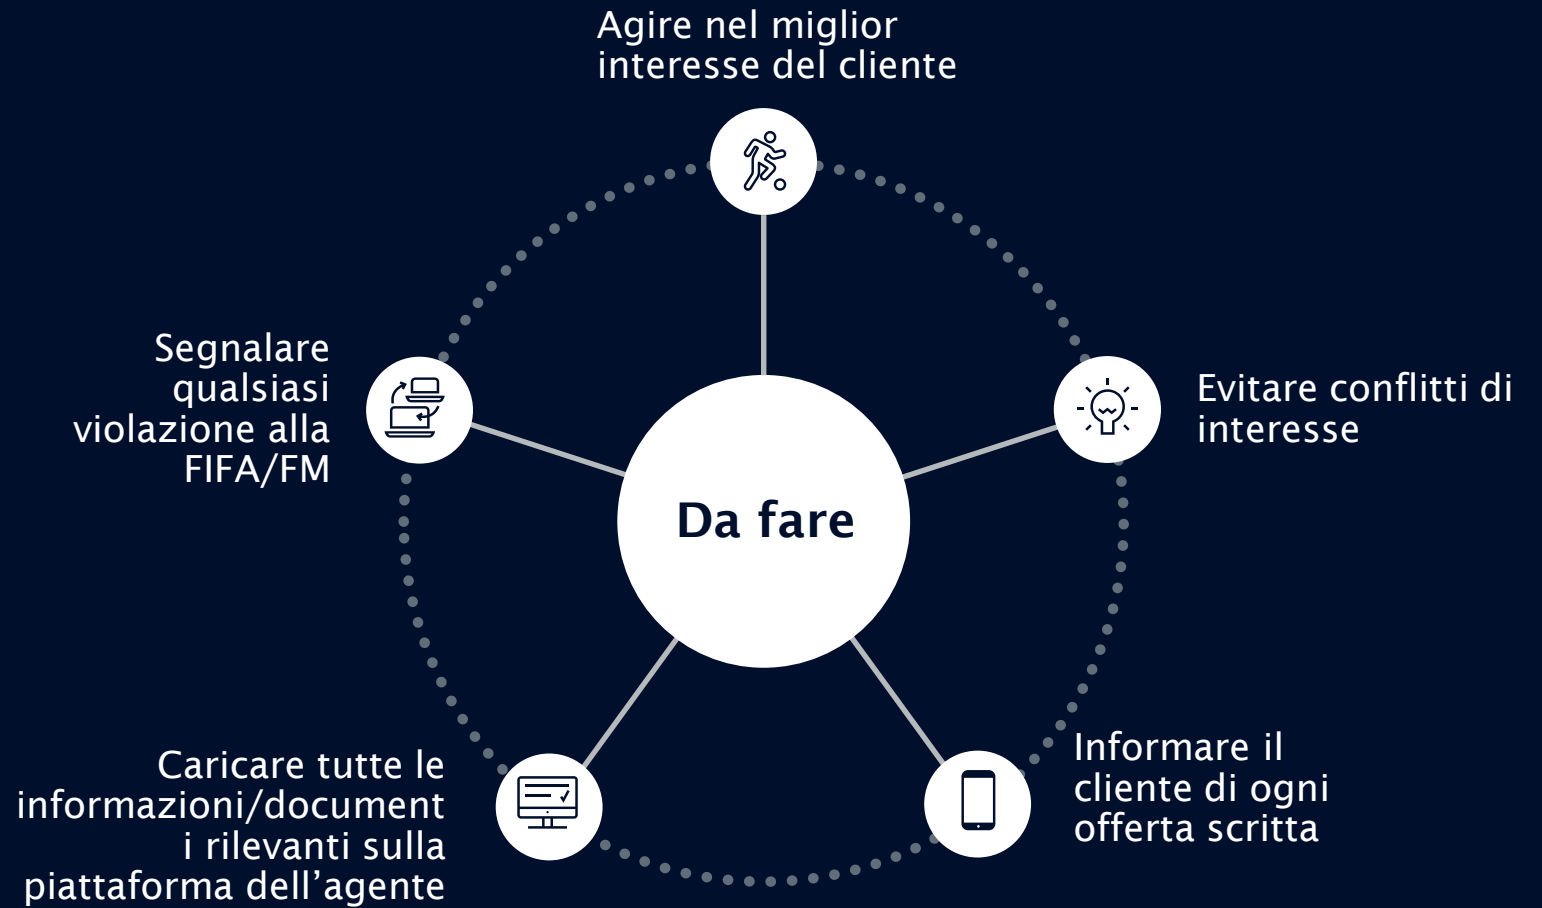 Agire nel miglior
interesse del cliente
Segnalare
qualsiasi
violazione alla
FIFA/FM
Evitare conflitti di
interesse
Da fare
Informare il
cliente di ogni
offerta scritta
Caricare tutte le
informazioni/document
i rilevanti sulla
piattaforma dell’agente